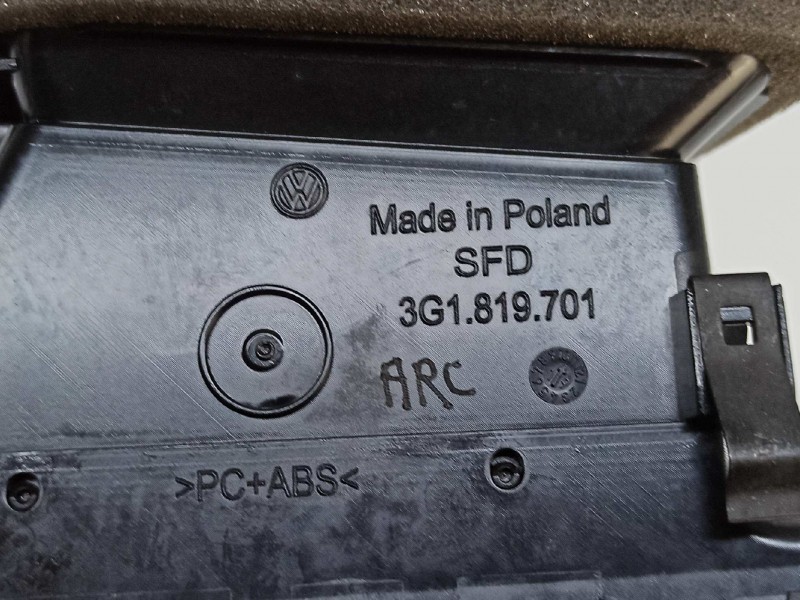 Made in Poland
SFD
3G1.819.701
ARC
>PC+ABS<